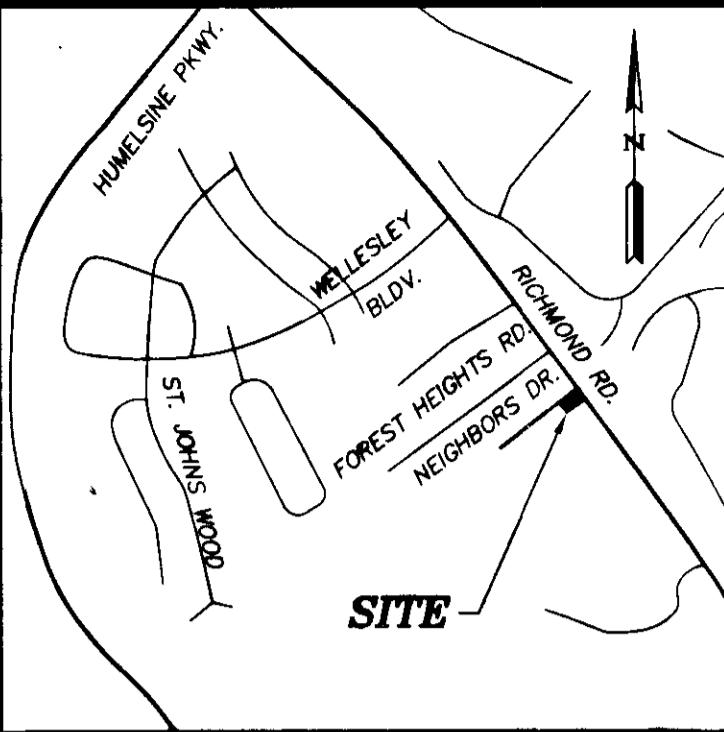 HUMELSINE PKWY.
N
WELLESLEY
BLDV.
RICHMOND RD.
FOREST HEIGHTS RD.
NEIGHBORS DR.
ST. JOHNS WOOD
SITE